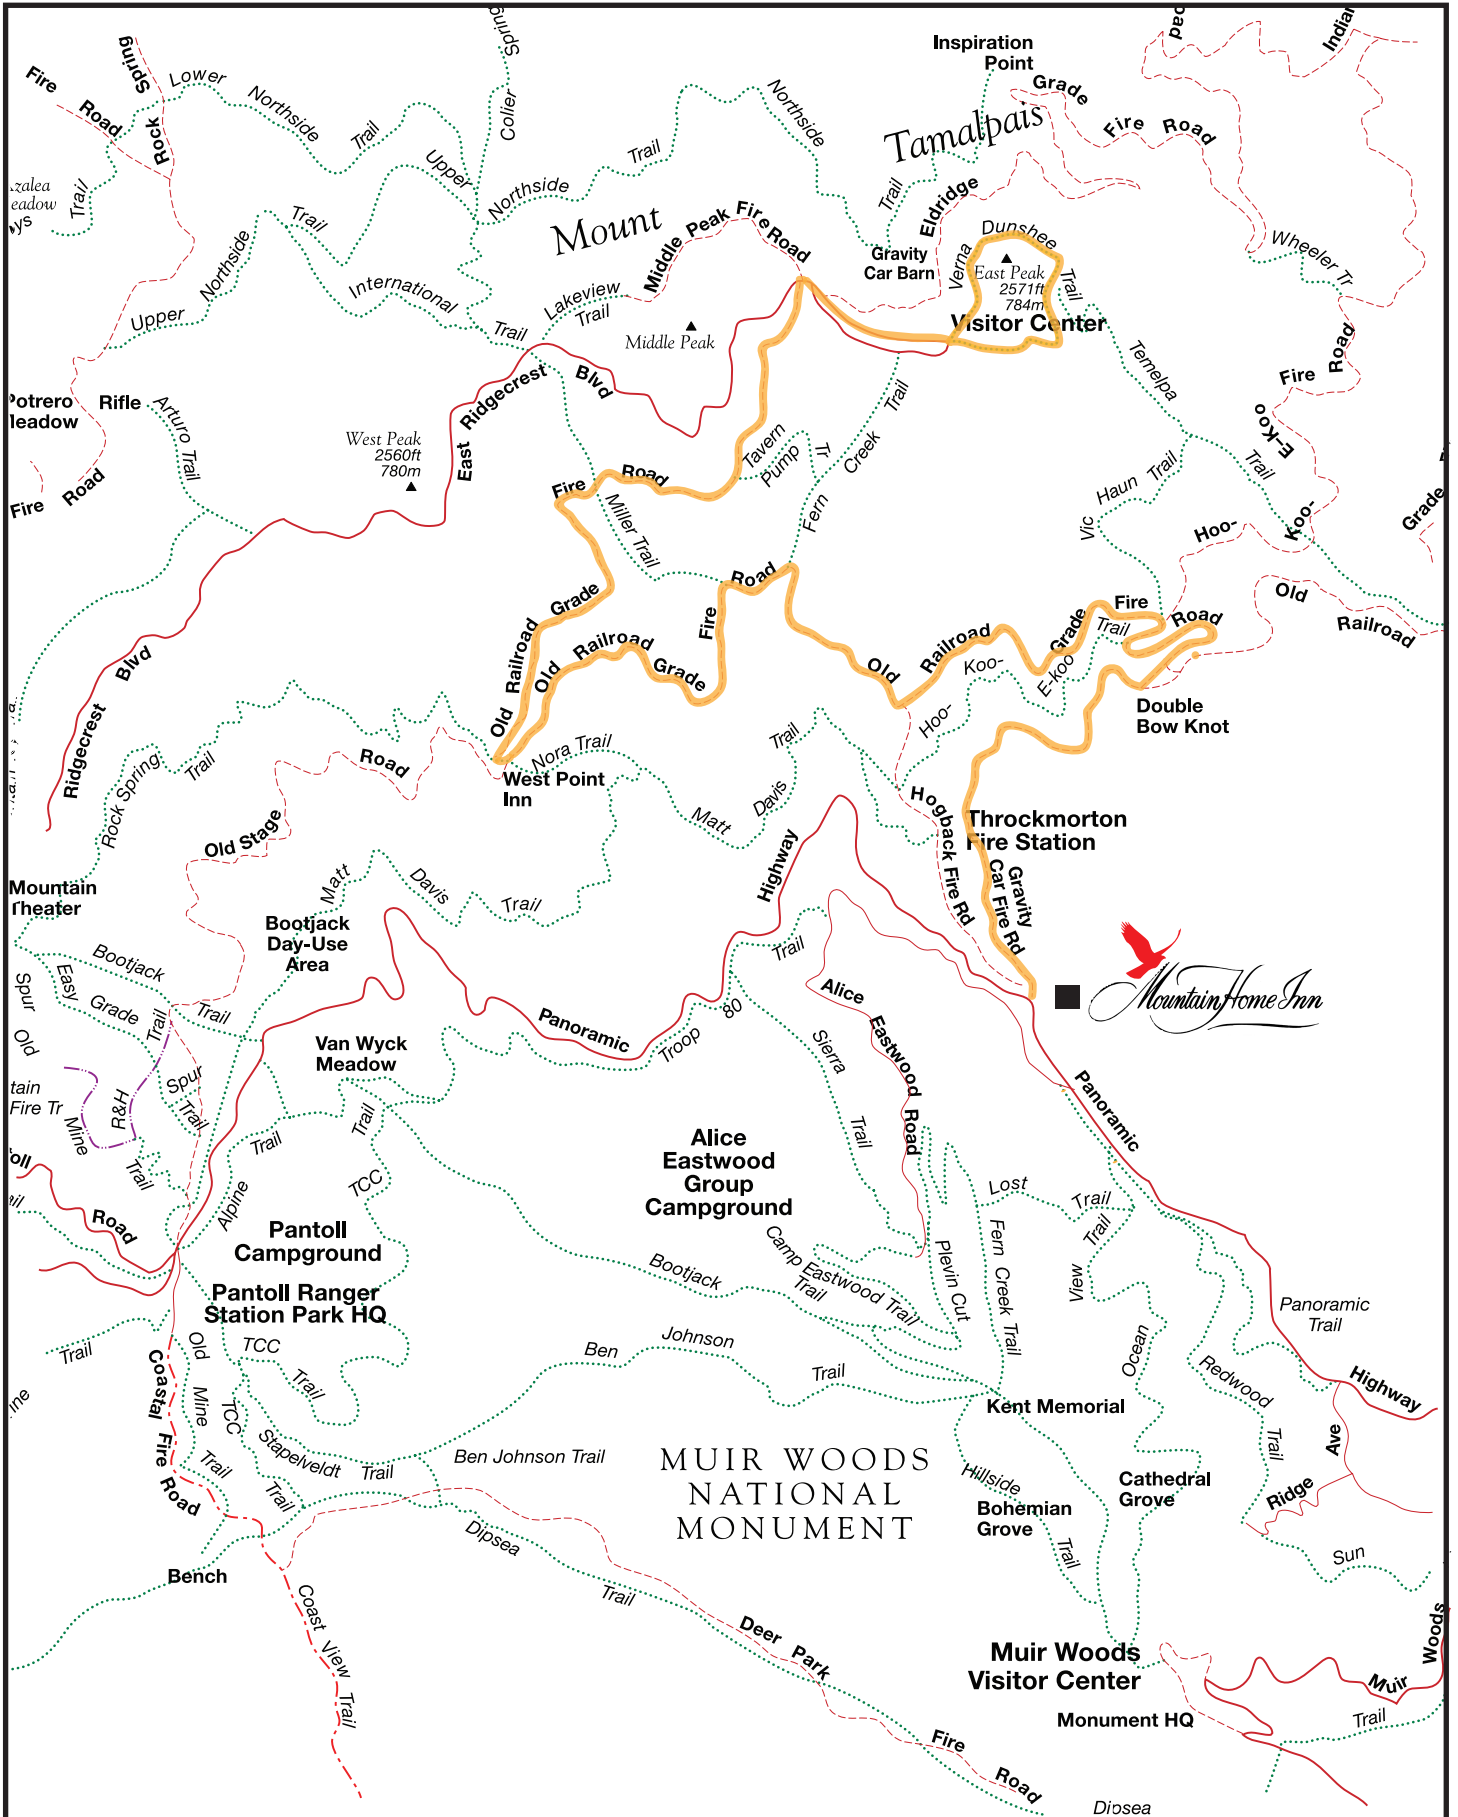 Spring
Fire
Road
Rock
Lower
Northside
Trail
Spring
Colier
Upper
Northside
Trail
Northside
Inspiration
Point
Grade
Fire Road
Indian
Tamalpais
Trail
Eldridge
Mount
Middle Peak Fire Road
Gravity
Car Barn
Verna
Dunshee
Trail
East Peak
2571ft
784m
Visitor Center
Wheeler Tr
Trail
Trail
Northside
Upper
International
Trail
Lakeview
Trail
Middle Peak
Temelpa
Trail
Fire
Road
E-Koo
Hoo-
Koo-
Grade
Rifle
Arturo
Trail
Fire
Road
West Peak
2560ft
780m
East
Ridgecrest
Blvd
Tavern
Pump
Tr
Fern
Creek
Trail
Vic
Haun
Trail
Fire
Road
Miller Trail
Grade
Old Railroad
Old
Railroad
Grade
Fire
Road
Old
Railroad
Grade
Fire
Road
Trail
Koo-
E-koo
Hoo-
Old
Railroad
Double
Bow Knot
Blvd
Ridgecrest
Rock Spring
Trail
Road
Old Stage
Nora Trail
West Point
Inn
Trail
Davis
Matt
Highway
Hogback Fire Rd
Throckmorton
Fire Station
Gravity
Car Fire Rd
Mountain Home Inn
Mountain
Theater
Matt
Davis
Trail
Bootjack
Day-Use
Area
Bootjack
Trail
Easy
Grade
Trail
Spur
Old
Mine
Trail
R&H
Spur
Trail
Fire Tr
Van Wyck
Meadow
Panoramic
Troop
80
Trail
Alice
Eastwood
Road
Sierra
Trail
Panoramic
Alice
Eastwood
Group
Campground
Trail
Trail
TCC
Alpine
Road
Pantoll
Campground
Pantoll Ranger
Station Park HQ
Lost
Trail
Trail
View
Fern Creek Trail
Plevin Cut
Camp Eastwood Trail
Bootjack
Trail
Ben
Johnson
Trail
Ocean
Panoramic
Trail
Highway
Redwood
Trail
Ave
Ridge
Kent Memorial
Trail
Old
Mine
Trail
TCC
Trail
TCC
Trail
Stapelveldt
Trail
Coastal Fire Road
Ben Johnson Trail
MUIR WOODS
NATIONAL
MONUMENT
Hillside
Trail
Bohemian
Grove
Cathedral
Grove
Sun
Bench
Dipsea
Trail
Coast View Trail
Deer Park
Fire
Road
Muir Woods
Visitor Center
Monument HQ
Muir
Woods
Trail
Dipsea